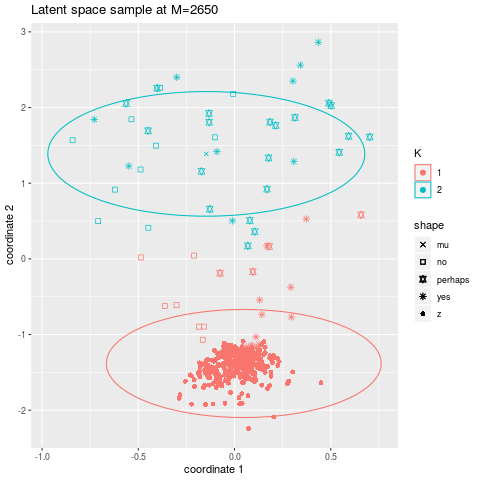 Latent space sample at M=2650
3
2
1
0
-1
-2
-1.0
-0.5
0.0
0.5
coordinate 1
coordinate 2
K
1
2
shape
mu
no
perhaps
yes
z